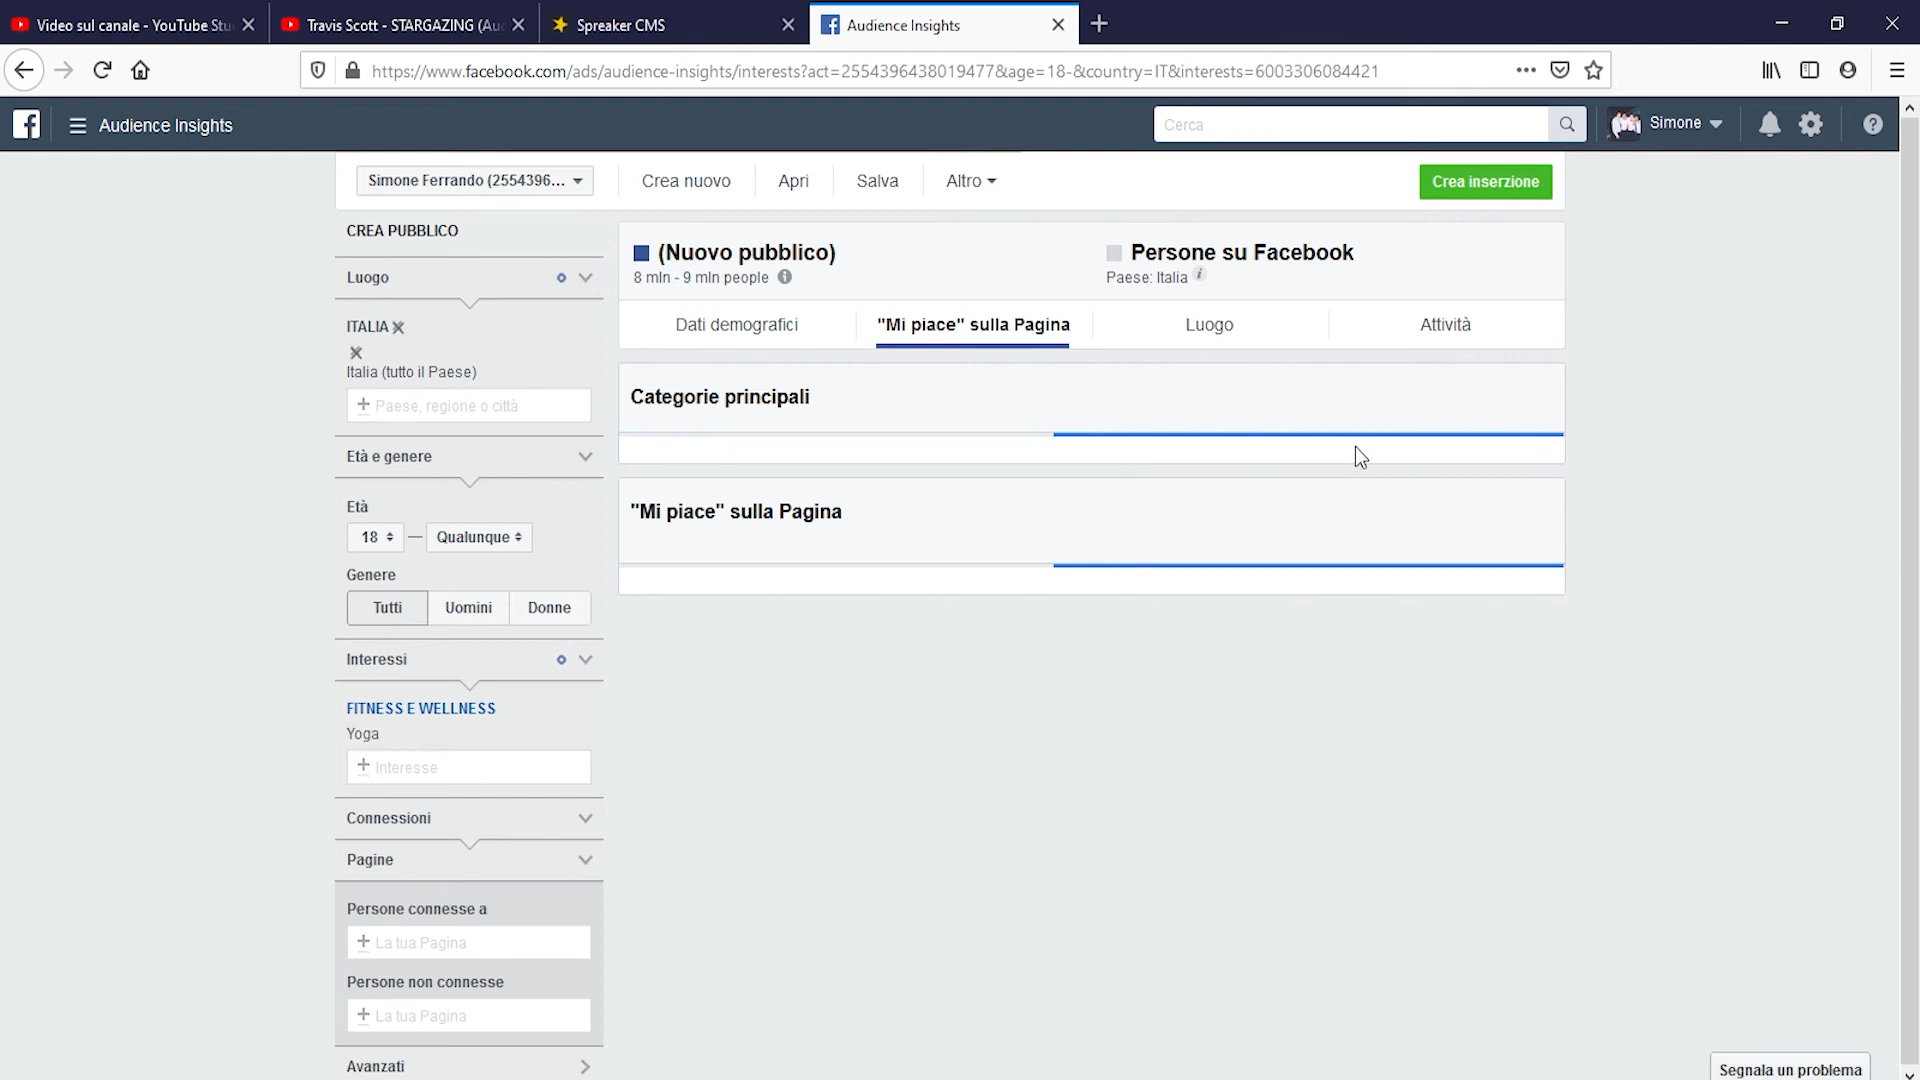 Video sul canale - YouTube Stu
Travis Scott - STARGAZING (Au
Spreaker CMS
Audience Insights
https://www.facebook.com/ads/audience-insights/interests?act=2554396438019477&age=18-&country=IT&interests=6003306084421
Audience Insights
Cerca
Simone
Simone Ferrando (2554396...
Crea nuovo
Apri
Salva
Altro
Crea inserzione
CREA PUBBLICO
Luogo
ITALIA
Italia (tutto il Paese)
Paese, regione o città
Età e genere
Età
18 — Qualunque
Genere
Tutti
Uomini
Donne
Interessi
FITNESS E WELLNESS
Yoga
Interesse
Connessioni
Pagine
Persone connesse a
La tua Pagina
Persone non connesse
La tua Pagina
Avanzati
(Nuovo pubblico)
8 mln - 9 mln people
Persone su Facebook
Paese: Italia
Dati demografici
"Mi piace" sulla Pagina
Luogo
Attività
Categorie principali
"Mi piace" sulla Pagina
Segnala un problema